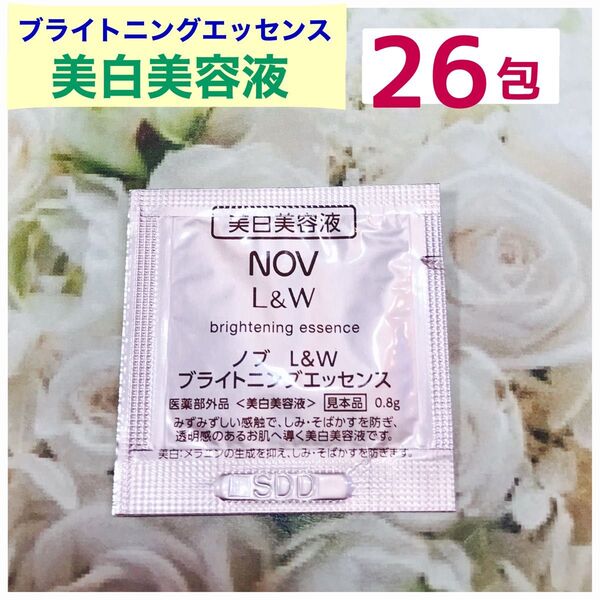 ブライトニングエッセンス
美白美容液
26包
美白美容液
NOV
L&W
brightening essence
ノブ L&W
ブライトニングエッセンス
医薬部外品 <美白美容液> 見本品 0.8g
みずみずしい感触で、しみ・そばかすを防ぎ、
透明感のあるお肌へ導く美白美容液です。
美白:メラニンの生成を抑え、しみ・そばかすを防ぎます。
SDD